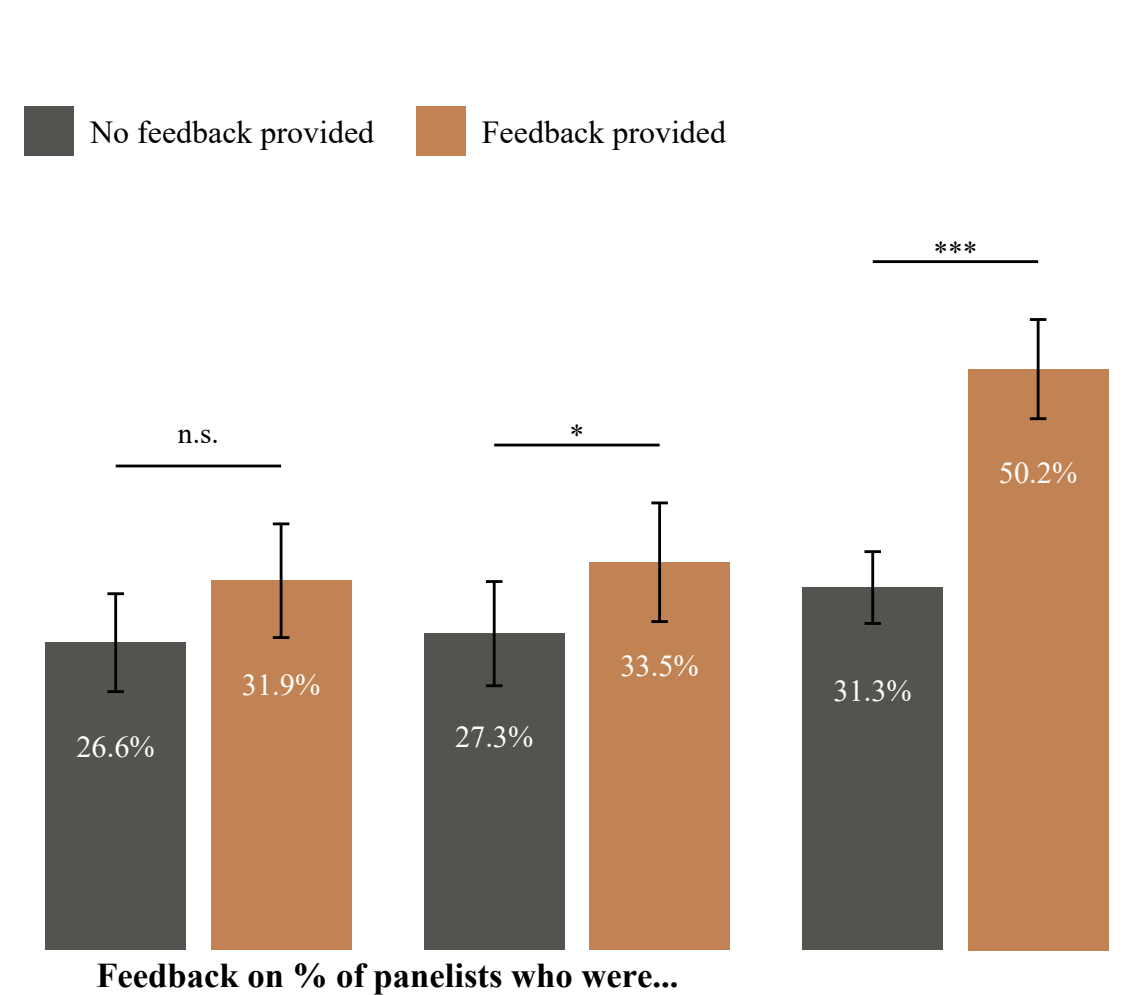 No feedback provided
Feedback provided
***
n.s.
*
50.2%
33.5%
31.9%
31.3%
27.3%
26.6%
Feedback on % of panelists who were...